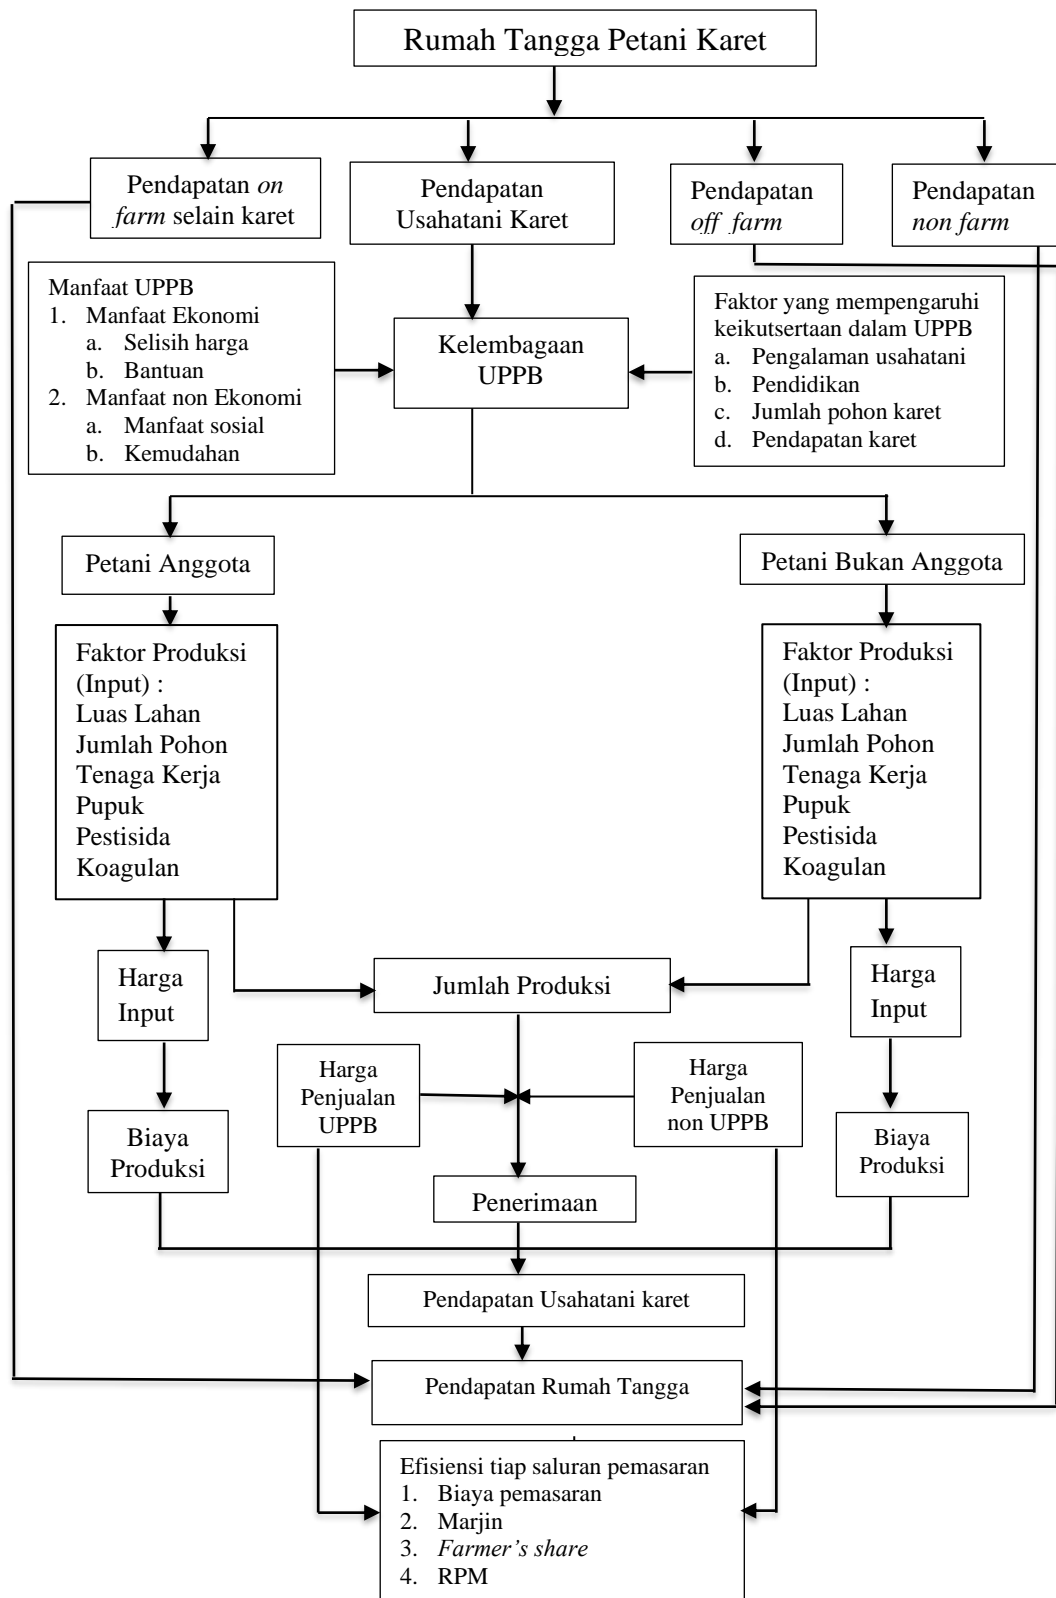 Rumah Tangga Petani Karet
Pendapatan on
farm selain karet
Pendapatan
Usahatani Karet
Pendapatan
off farm
Pendapatan
non farm
Manfaat UPPB
1. Manfaat Ekonomi
a. Selisih harga
b. Bantuan
2. Manfaat non Ekonomi
a. Manfaat sosial
b. Kemudahan
Kelembagaan
UPPB
Faktor yang mempengaruhi
keikutsertaan dalam UPPB
a. Pengalaman usahatani
b. Pendidikan
c. Jumlah pohon karet
d. Pendapatan karet
Petani Anggota
Petani Bukan Anggota
Faktor Produksi
(Input) :
Luas Lahan
Jumlah Pohon
Tenaga Kerja
Pupuk
Pestisida
Koagulan
Faktor Produksi
(Input) :
Luas Lahan
Jumlah Pohon
Tenaga Kerja
Pupuk
Pestisida
Koagulan
Harga
Input
Jumlah Produksi
Harga
Input
Harga
Penjualan
UPPB
Harga
Penjualan
non UPPB
Biaya
Produksi
Biaya
Produksi
Penerimaan
Pendapatan Usahatani karet
Pendapatan Rumah Tangga
Efisiensi tiap saluran pemasaran
1. Biaya pemasaran
2. Marjin
3. Farmer’s share
4. RPM